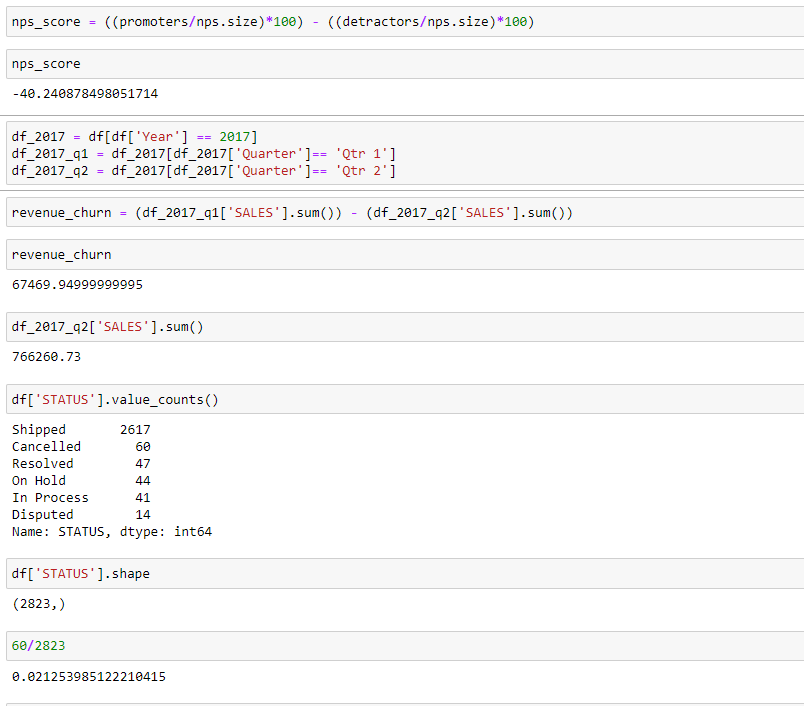 nps_score = ((promoters/nps.size)*100) - ((detractors/nps.size)*100)
nps_score
-40.240878498051714
df_2017 = df[df['Year'] == 2017]
df_2017_q1 = df_2017[df_2017['Quarter']== 'Qtr 1']
df_2017_q2 = df_2017[df_2017['Quarter']== 'Qtr 2']
revenue_churn = (df_2017_q1['SALES'].sum()) - (df_2017_q2['SALES'].sum())
revenue_churn
67469.94999999995
df_2017_q2['SALES'].sum()
766260.73
df['STATUS'].value_counts()
Shipped 2617
Cancelled 60
Resolved 47
On Hold 44
In Process 41
Disputed 14
Name: STATUS, dtype: int64
df['STATUS'].shape
(2823,)
60/2823
0.021253985122210415